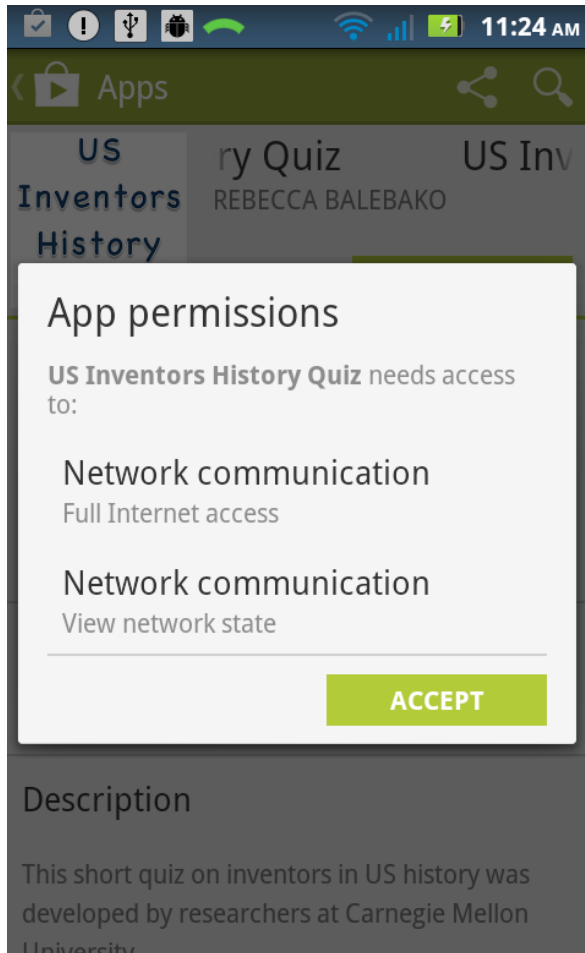 11:24 AM
Apps
US
Inventors
History
ry Quiz US Inv
REBECCA BALEBAKO
App permissions
US Inventors History Quiz needs access
to:
Network communication
Full Internet access
Network communication
View network state
ACCEPT
Description
This short quiz on inventors in US history was
developed by researchers at Carnegie Mellon
University